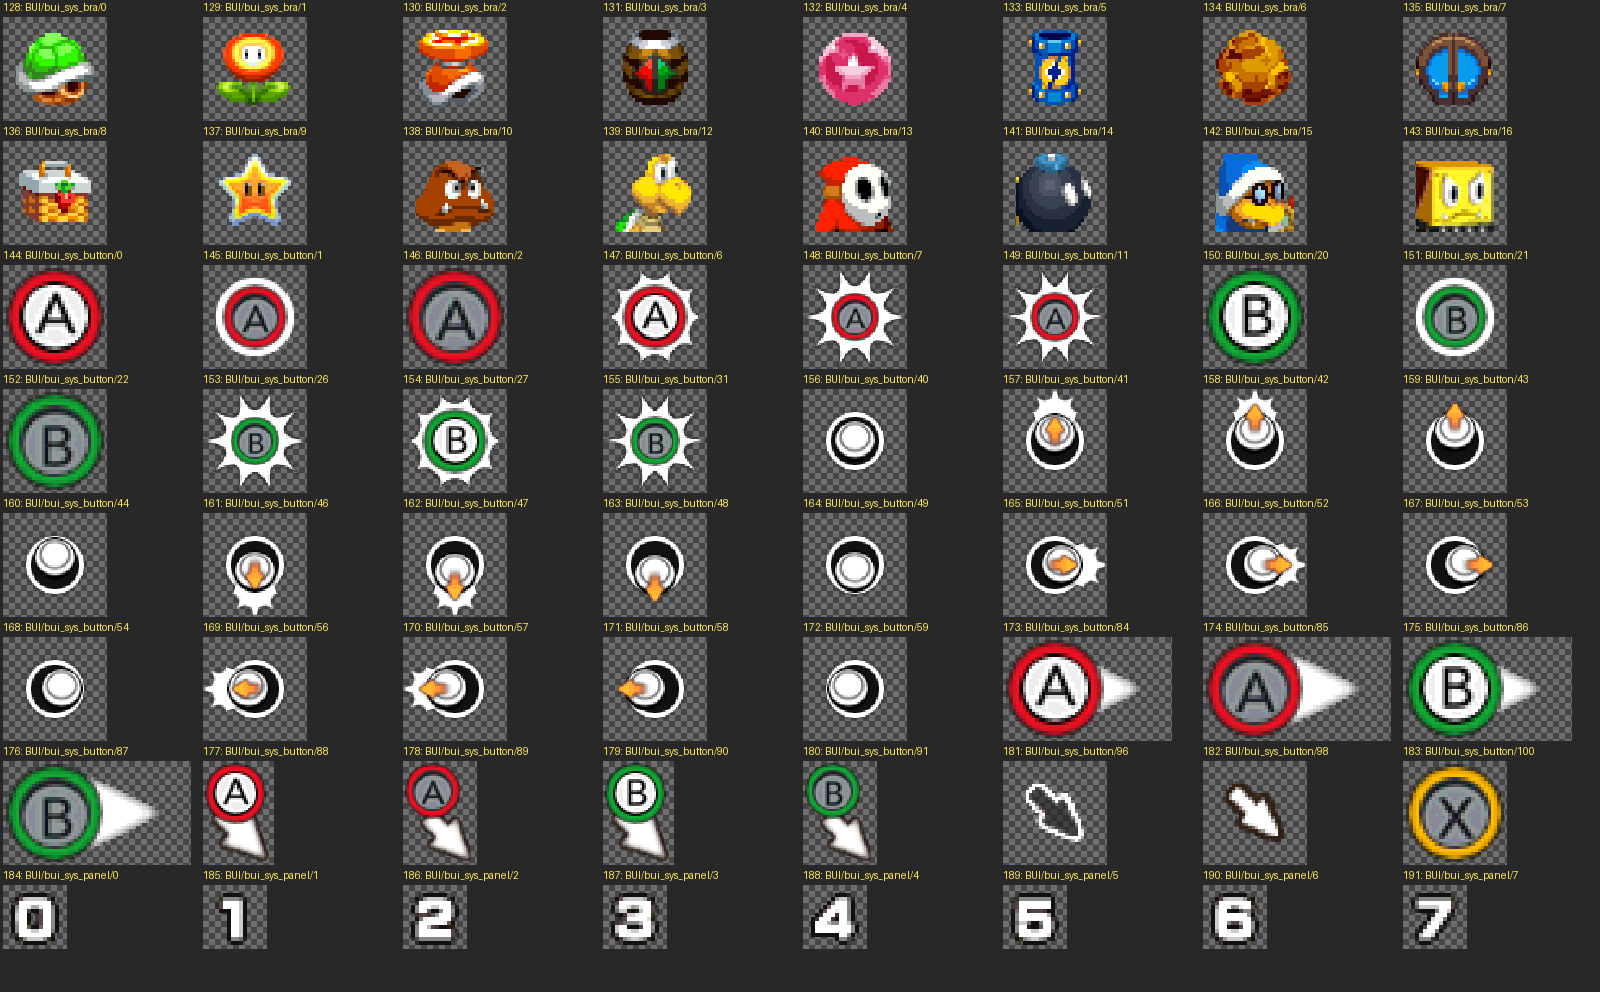 128: BUI/bui_sys_bra/0 129: BUI/bui_sys_bra/1 130: BUI/bui_sys_bra/2 131: BUI/bui_sys_bra/3 132: BUI/bui_sys_bra/4 133: BUI/bui_sys_bra/5 134: BUI/bui_sys_bra/6 135: BUI/bui_sys_bra/7
136: BUI/bui_sys_bra/8 137: BUI/bui_sys_bra/9 138: BUI/bui_sys_bra/10 139: BUI/bui_sys_bra/12 140: BUI/bui_sys_bra/13 141: BUI/bui_sys_bra/14 142: BUI/bui_sys_bra/15 143: BUI/bui_sys_bra/16
144: BUI/bui_sys_button/0 145: BUI/bui_sys_button/1 146: BUI/bui_sys_button/2 147: BUI/bui_sys_button/6 148: BUI/bui_sys_button/7 149: BUI/bui_sys_button/11 150: BUI/bui_sys_button/20 151: BUI/bui_sys_button/21
A A A A A A B B
152: BUI/bui_sys_button/22 153: BUI/bui_sys_button/26 154: BUI/bui_sys_button/27 155: BUI/bui_sys_button/31 156: BUI/bui_sys_button/40 157: BUI/bui_sys_button/41 158: BUI/bui_sys_button/42 159: BUI/bui_sys_button/43
B B B B
160: BUI/bui_sys_button/44 161: BUI/bui_sys_button/46 162: BUI/bui_sys_button/47 163: BUI/bui_sys_button/48 164: BUI/bui_sys_button/49 165: BUI/bui_sys_button/51 166: BUI/bui_sys_button/52 167: BUI/bui_sys_button/53
168: BUI/bui_sys_button/54 169: BUI/bui_sys_button/56 170: BUI/bui_sys_button/57 171: BUI/bui_sys_button/58 172: BUI/bui_sys_button/59 173: BUI/bui_sys_button/84 174: BUI/bui_sys_button/85 175: BUI/bui_sys_button/86
A A B
176: BUI/bui_sys_button/87 177: BUI/bui_sys_button/88 178: BUI/bui_sys_button/89 179: BUI/bui_sys_button/90 180: BUI/bui_sys_button/91 181: BUI/bui_sys_button/96 182: BUI/bui_sys_button/98 183: BUI/bui_sys_button/100
B A A B B X
184: BUI/bui_sys_panel/0 185: BUI/bui_sys_panel/1 186: BUI/bui_sys_panel/2 187: BUI/bui_sys_panel/3 188: BUI/bui_sys_panel/4 189: BUI/bui_sys_panel/5 190: BUI/bui_sys_panel/6 191: BUI/bui_sys_panel/7
0 1 2 3 4 5 6 7